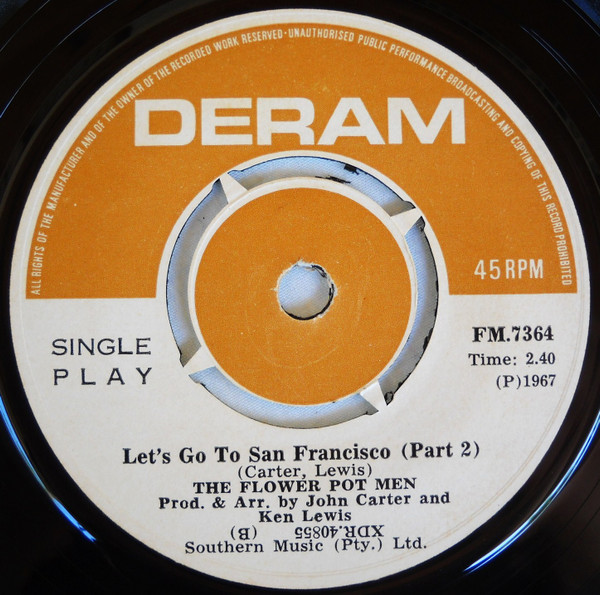 ALL RIGHTS OF THE MANUFACTURER AND OF THE OWNER OF THE RECORDED WORK RESERVED·UNAUTHORISED PUBLIC PERFORMANCE BROADCASTING AND COPYING OF THIS RECORD PROHIBITED
DERAM
45 RPM
SINGLE
PLAY
FM.7364
Time: 2.40
(P)1967
Let's Go To San Francisco (Part 2)
(Carter, Lewis)
THE FLOWER POT MEN
Prod. & Arr. by John Carter and
Ken Lewis
XDR.40855 (B)
Southern Music (Pty.) Ltd.